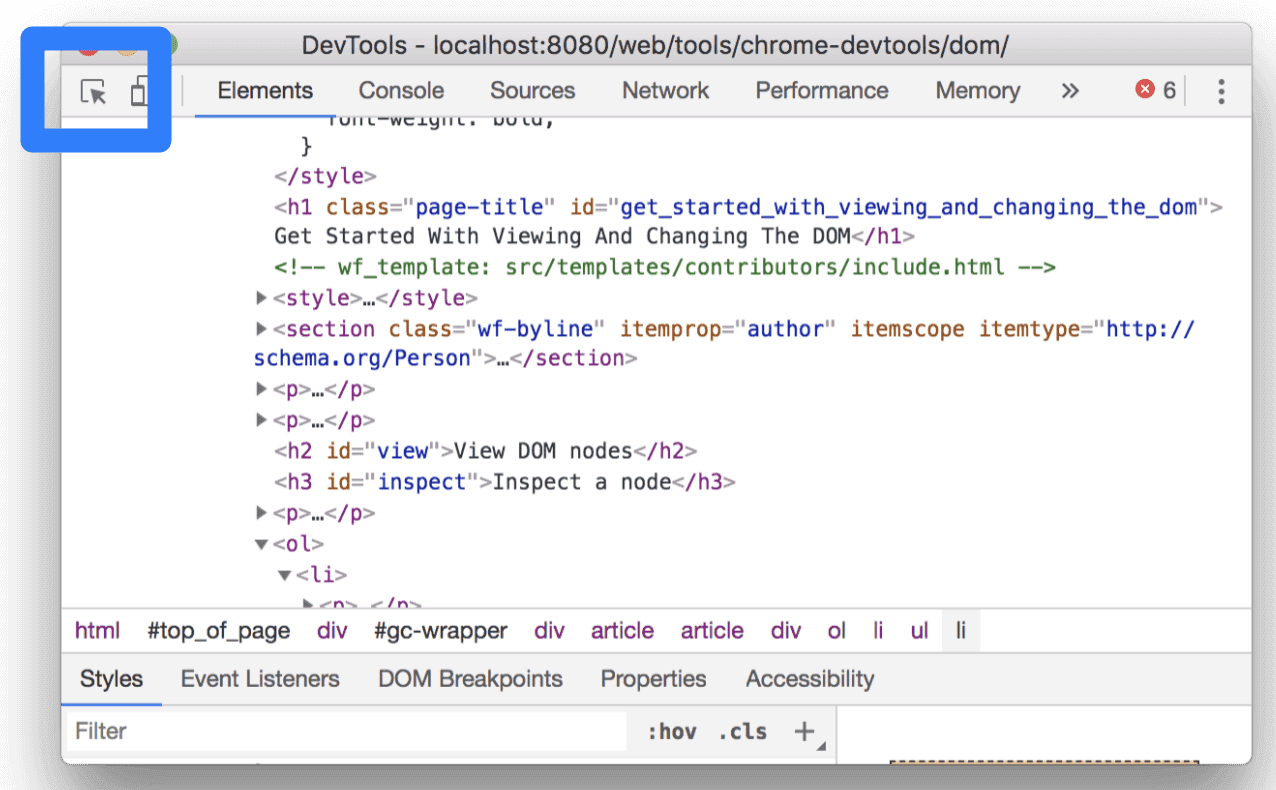 DevTools - localhost:8080/web/tools/chrome-devtools/dom/
Elements Console Sources Network Performance Memory » 6
font-weight: bold;
}
</style>
<h1 class="page-title" id="get_started_with_viewing_and_changing_the_dom">
Get Started With Viewing And Changing The DOM</h1>
<!-- wf_template: src/templates/contributors/include.html -->
▶<style>…</style>
▶<section class="wf-byline" itemprop="author" itemscope itemtype="http://
schema.org/Person">…</section>
▶<p>…</p>
▶<p>…</p>
<h2 id="view">View DOM nodes</h2>
<h3 id="inspect">Inspect a node</h3>
▶<p>…</p>
▼<ol>
▼<li>
▶<p>…</p>
html #top_of_page div #gc-wrapper div article article div ol li ul li
Styles Event Listeners DOM Breakpoints Properties Accessibility
Filter :hov .cls +